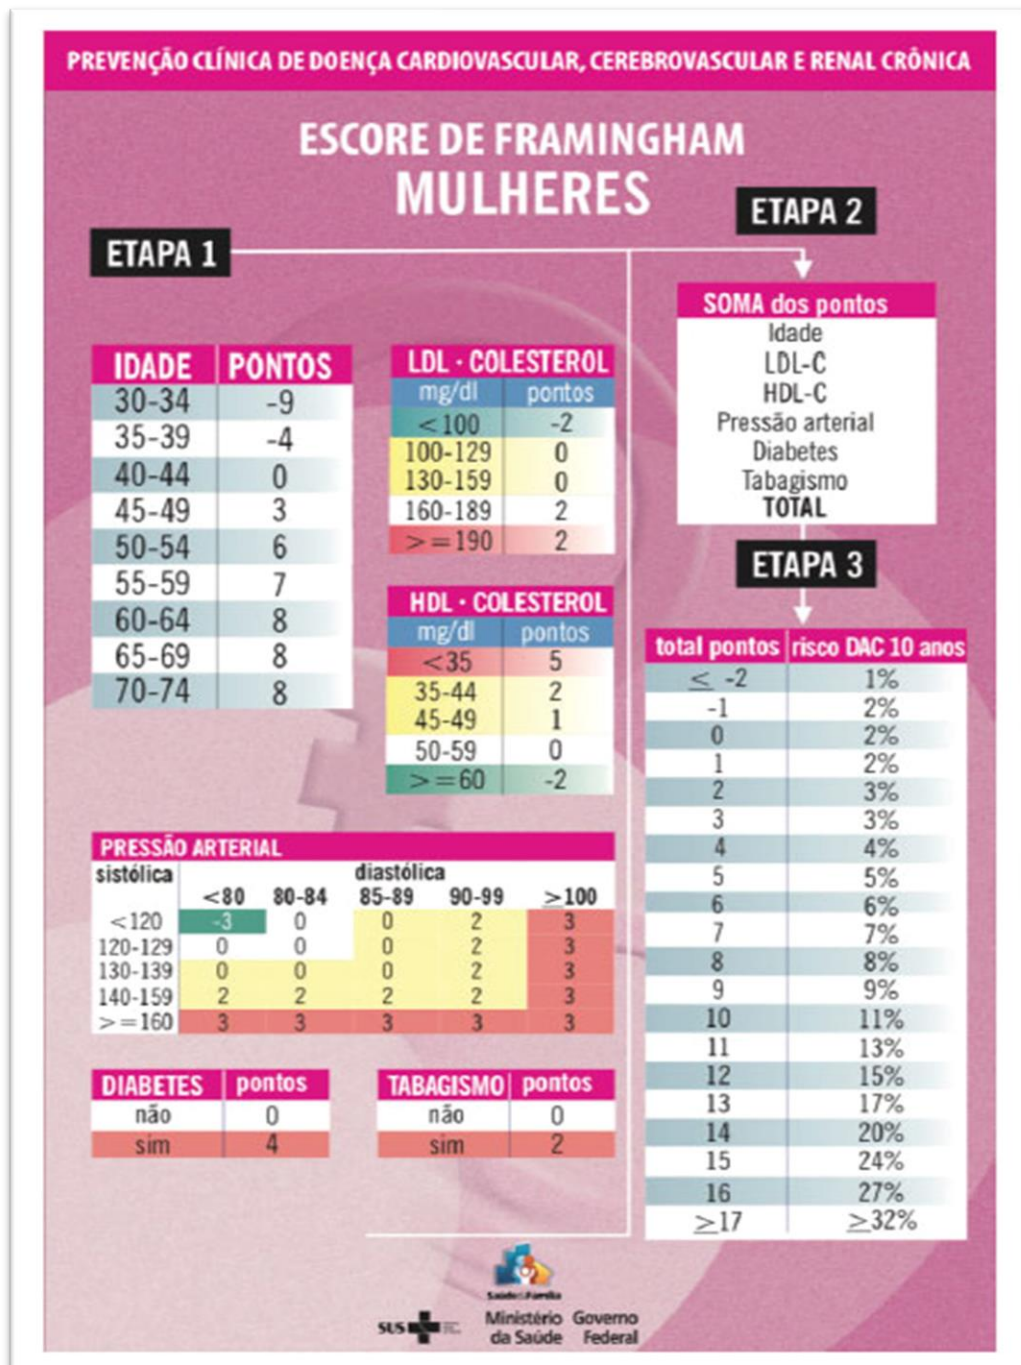 PREVENÇÃO CLÍNICA DE DOENÇA CARDIOVASCULAR, CEREBROVASCULAR E RENAL CRÔNICA
ESCORE DE FRAMINGHAM
MULHERES
ETAPA 1
IDADE PONTOS
30-34 -9
35-39 -4
40-44 0
45-49 3
50-54 6
55-59 7
60-64 8
65-69 8
70-74 8
LDL · COLESTEROL
mg/dl pontos
<100 -2
100-129 0
130-159 0
160-189 2
>=190 2
HDL · COLESTEROL
mg/dl pontos
<35 5
35-44 2
45-49 1
50-59 0
>=60 -2
PRESSÃO ARTERIAL
sistólica diastólica
<80 80-84 85-89 90-99 ≥100
<120 -3 0 0 2 3
120-129 0 0 0 2 3
130-139 0 0 0 2 3
140-159 2 2 2 2 3
>=160 3 3 3 3 3
DIABETES pontos
não 0
sim 4
TABAGISMO pontos
não 0
sim 2
ETAPA 2
SOMA dos pontos
Idade
LDL-C
HDL-C
Pressão arterial
Diabetes
Tabagismo
TOTAL
ETAPA 3
total pontos risco DAC 10 anos
≤ -2 1%
-1 2%
0 2%
1 2%
2 3%
3 3%
4 4%
5 5%
6 6%
7 7%
8 8%
9 9%
10 11%
11 13%
12 15%
13 17%
14 20%
15 24%
16 27%
≥17 ≥32%
Saúde da Família
SUS
Ministério da Saúde
Governo Federal